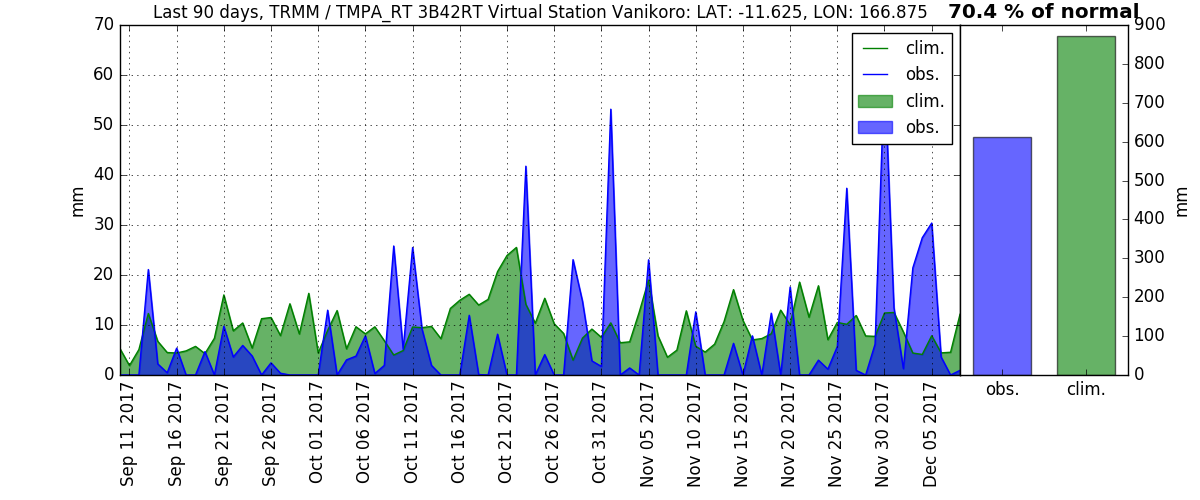 Last 90 days, TRMM / TMPA_RT 3B42RT Virtual Station Vanikoro: LAT: -11.625, LON: 166.875
70.4 % of normal
70
60
50
40
30
20
10
0
mm
clim.
obs.
clim.
obs.
Sep 11 2017
Sep 16 2017
Sep 21 2017
Sep 26 2017
Oct 01 2017
Oct 06 2017
Oct 11 2017
Oct 16 2017
Oct 21 2017
Oct 26 2017
Oct 31 2017
Nov 05 2017
Nov 10 2017
Nov 15 2017
Nov 20 2017
Nov 25 2017
Nov 30 2017
Dec 05 2017
900
800
700
600
500
400
300
200
100
0
mm
obs.
clim.